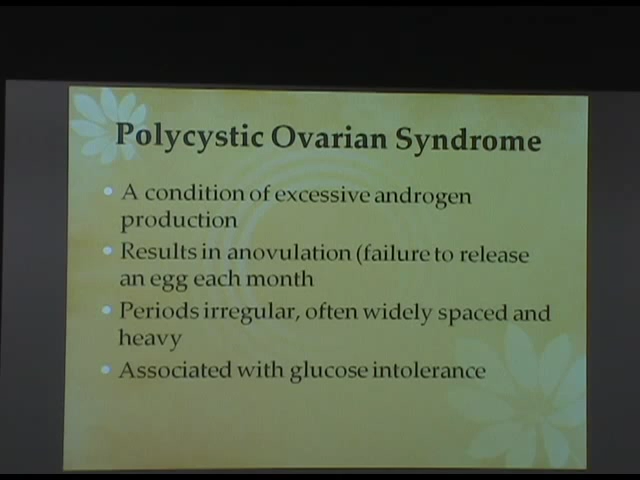 Polycystic Ovarian Syndrome
A condition of excessive androgen
production
Results in anovulation (failure to release
an egg each month
Periods irregular, often widely spaced and
heavy
Associated with glucose intolerance